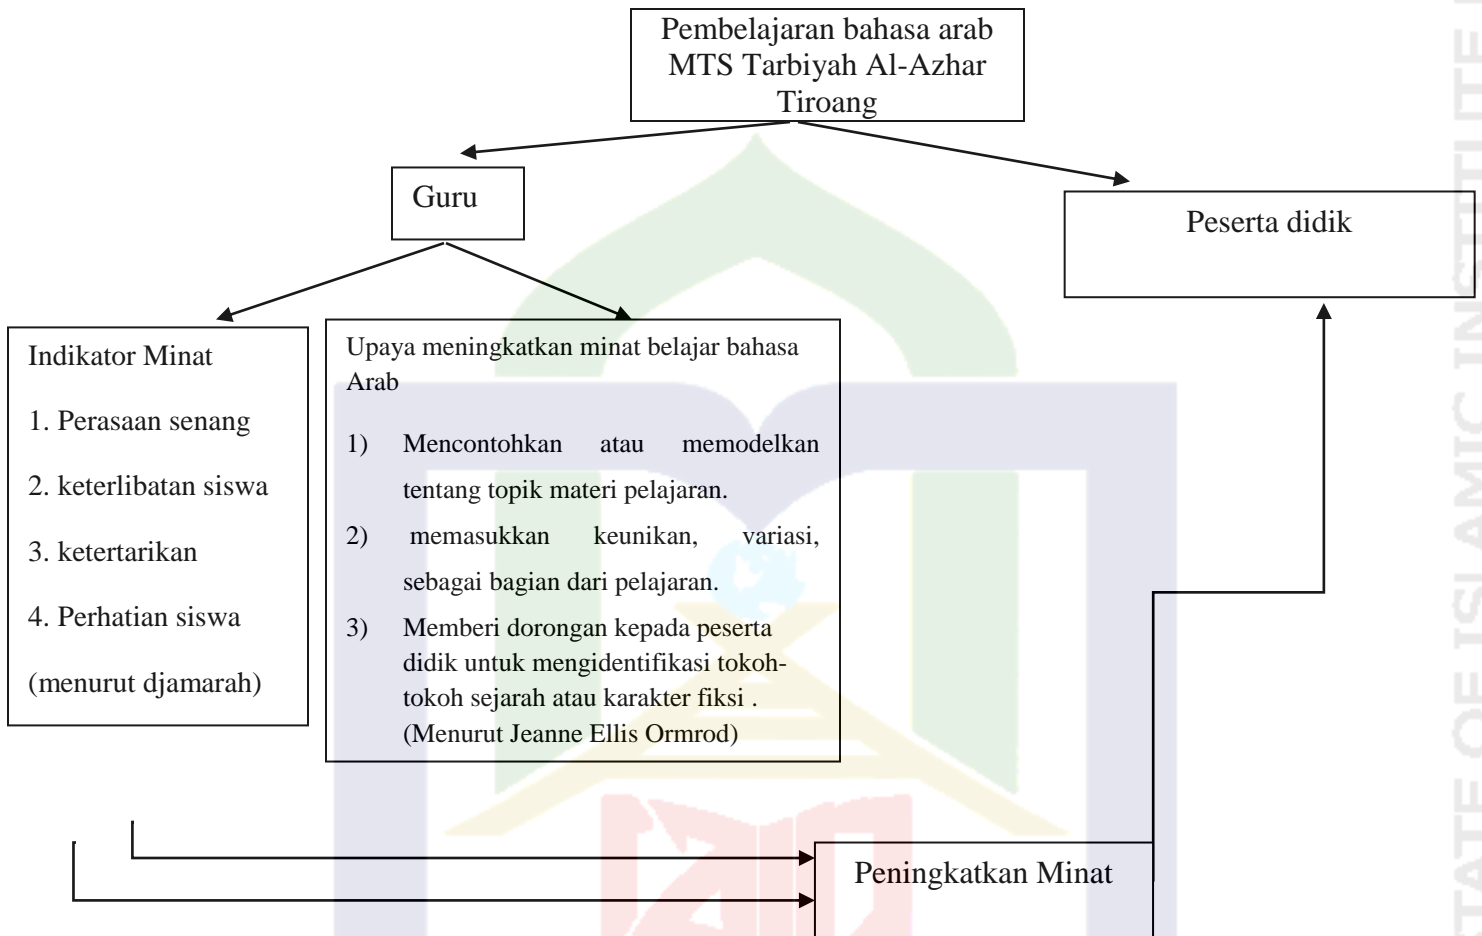 Pembelajaran bahasa arab
MTS Tarbiyah Al-Azhar
Tiroang
Guru
Peserta didik
Indikator Minat
1. Perasaan senang
2. keterlibatan siswa
3. ketertarikan
4. Perhatian siswa
(menurut djamarah)
Upaya meningkatkan minat belajar bahasa
Arab
1) Mencontohkan atau memodelkan
tentang topik materi pelajaran.
2) memasukkan keunikan, variasi,
sebagai bagian dari pelajaran.
3) Memberi dorongan kepada peserta
didik untuk mengidentifikasi tokoh-
tokoh sejarah atau karakter fiksi .
(Menurut Jeanne Ellis Ormrod)
Peningkatkan Minat
OF ISLAMIC